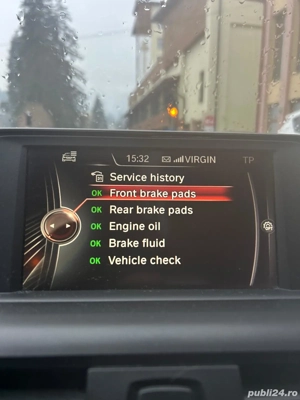 15:32 VIRGIN TP
Service history
OK Front brake pads
OK Rear brake pads
OK Engine oil
OK Brake fluid
OK Vehicle check
publi24.ro